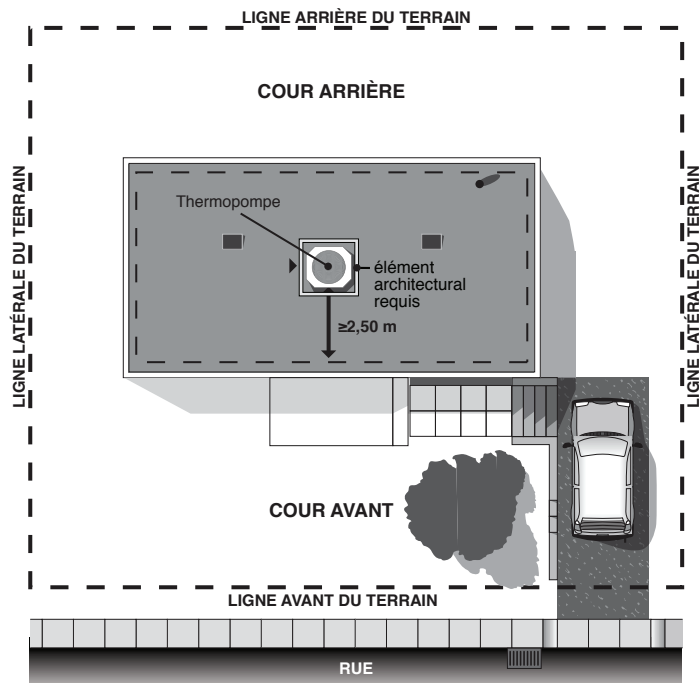 LIGNE ARRIÈRE DU TERRAIN
COUR ARRIÈRE
LIGNE LATÉRALE DU TERRAIN
LIGNE LATÉRALE DU TERRAIN
Thermopompe
élément
architectural
requis
≥2,50 m
COUR AVANT
LIGNE AVANT DU TERRAIN
RUE